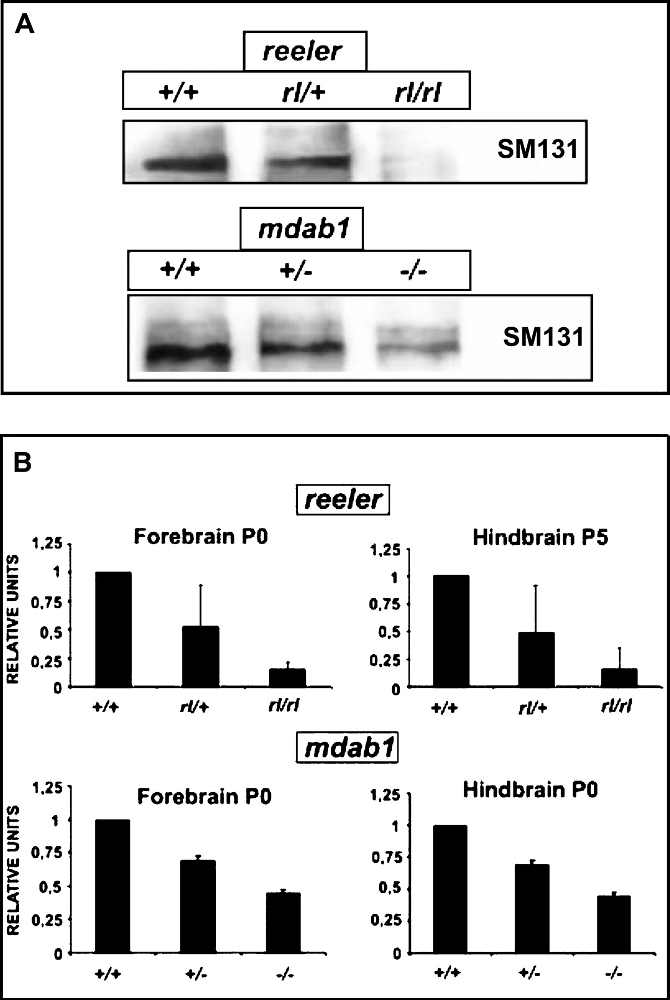 A
reeler
+/+ rl/+ rl/rl
SM131
mdab1
+/+ +/- -/-
SM131
B
reeler
Forebrain P0 Hindbrain P5
RELATIVE UNITS
1,25 1,25
1 1
0,75 0,75
0,5 0,5
0,25 0,25
0 0
+/+ rl/+ rl/rl +/+ rl/+ rl/rl
mdab1
Forebrain P0 Hindbrain P0
RELATIVE UNITS
1,25 1,25
1 1
0,75 0,75
0,5 0,5
0,25 0,25
0 0
+/+ +/- -/- +/+ +/- -/-